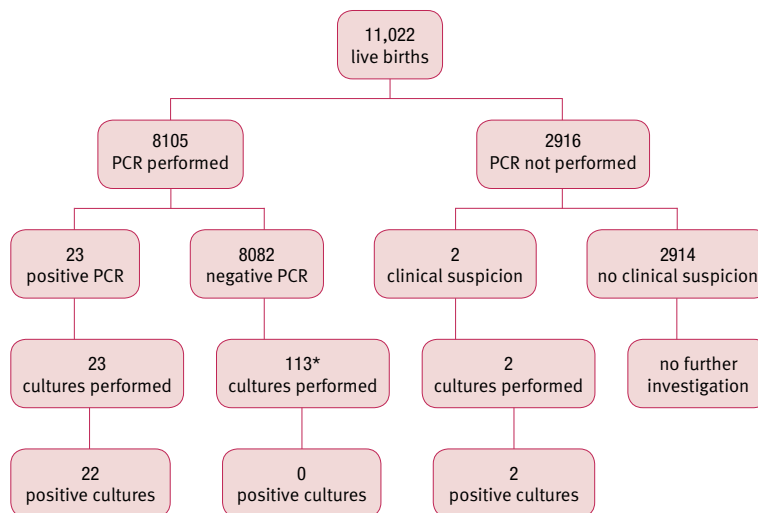 11,022
live births
8105
PCR performed
2916
PCR not performed
23
positive PCR
8082
negative PCR
2
clinical suspicion
2914
no clinical suspicion
23
cultures performed
113*
cultures performed
2
cultures performed
no further
investigation
22
positive cultures
0
positive cultures
2
positive cultures